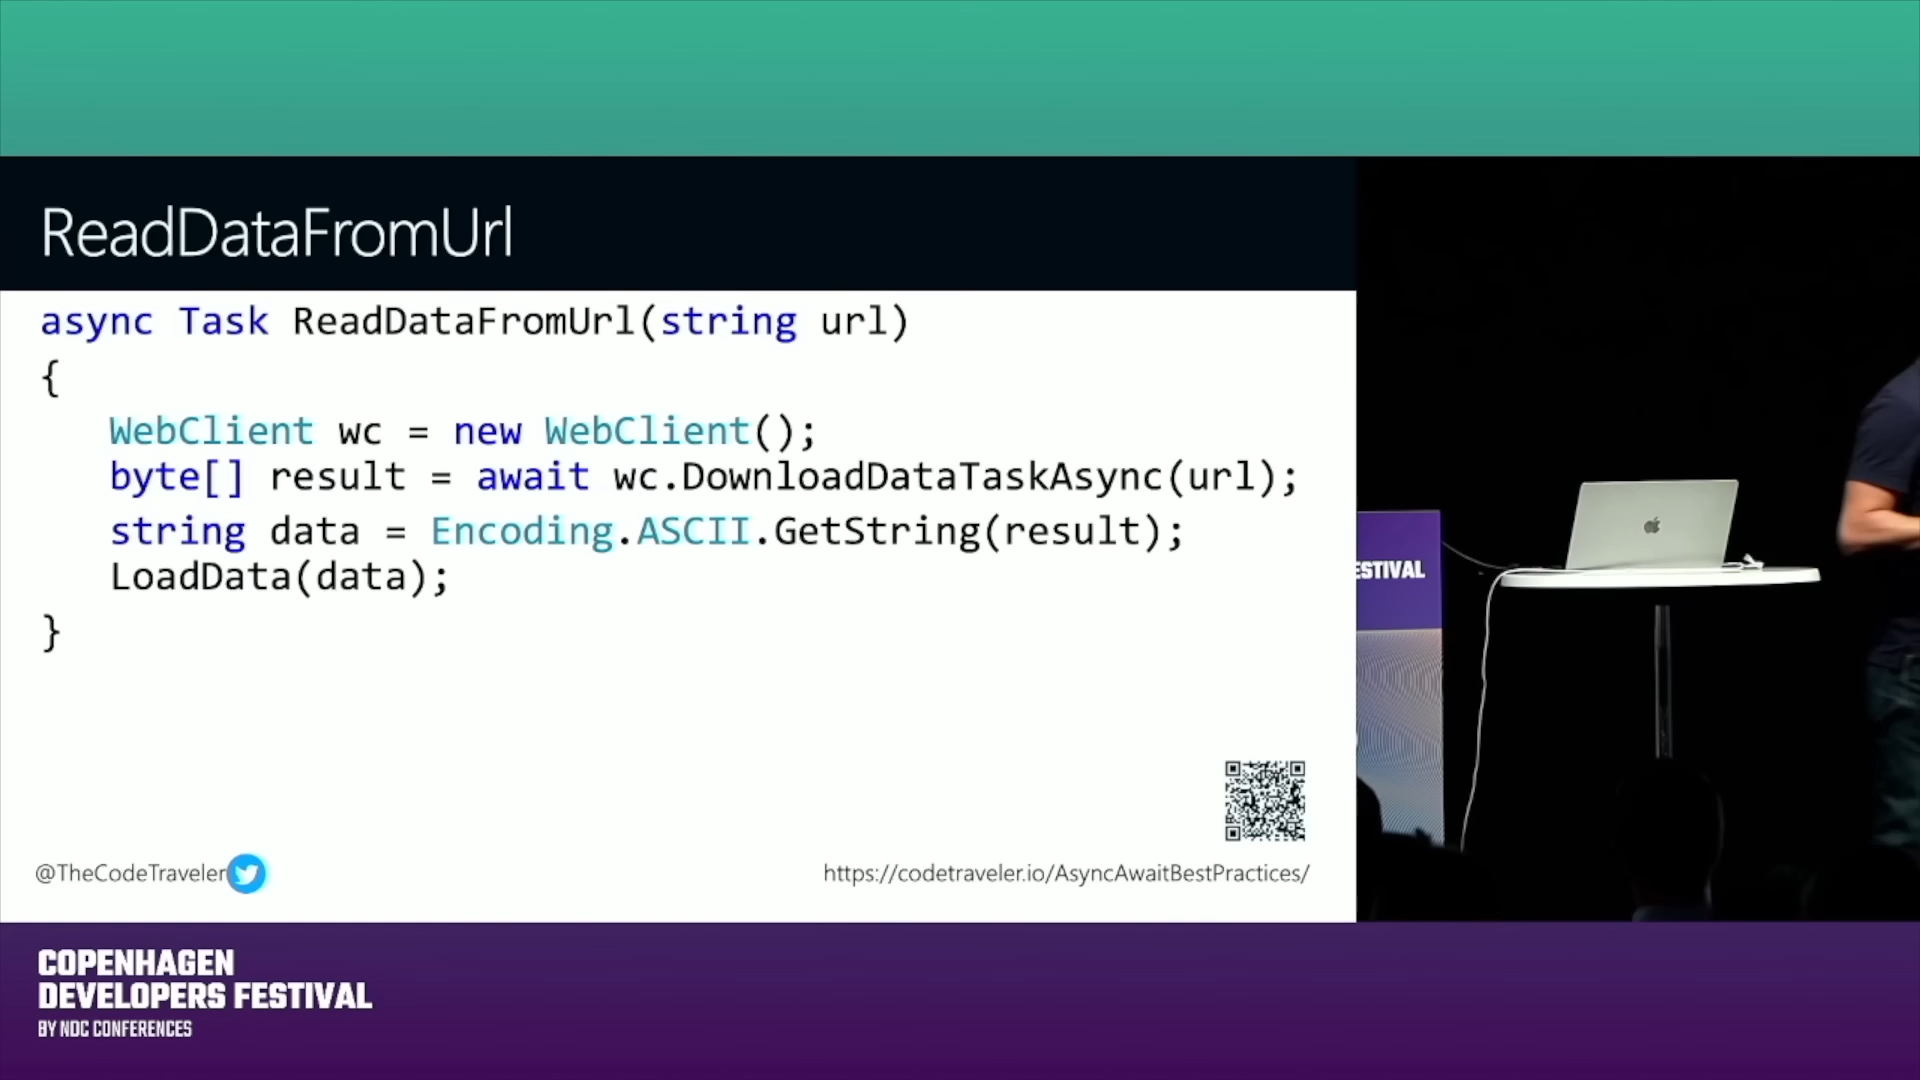 ReadDataFromUrl
async Task ReadDataFromUrl(string url)
{
WebClient wc = new WebClient();
byte[] result = await wc.DownloadDataTaskAsync(url);
string data = Encoding.ASCII.GetString(result);
LoadData(data);
}
@TheCodeTraveler
https://codetraveler.io/AsyncAwaitBestPractices/
ESTIVAL
COPENHAGEN
DEVELOPERS FESTIVAL
BY NDC CONFERENCES